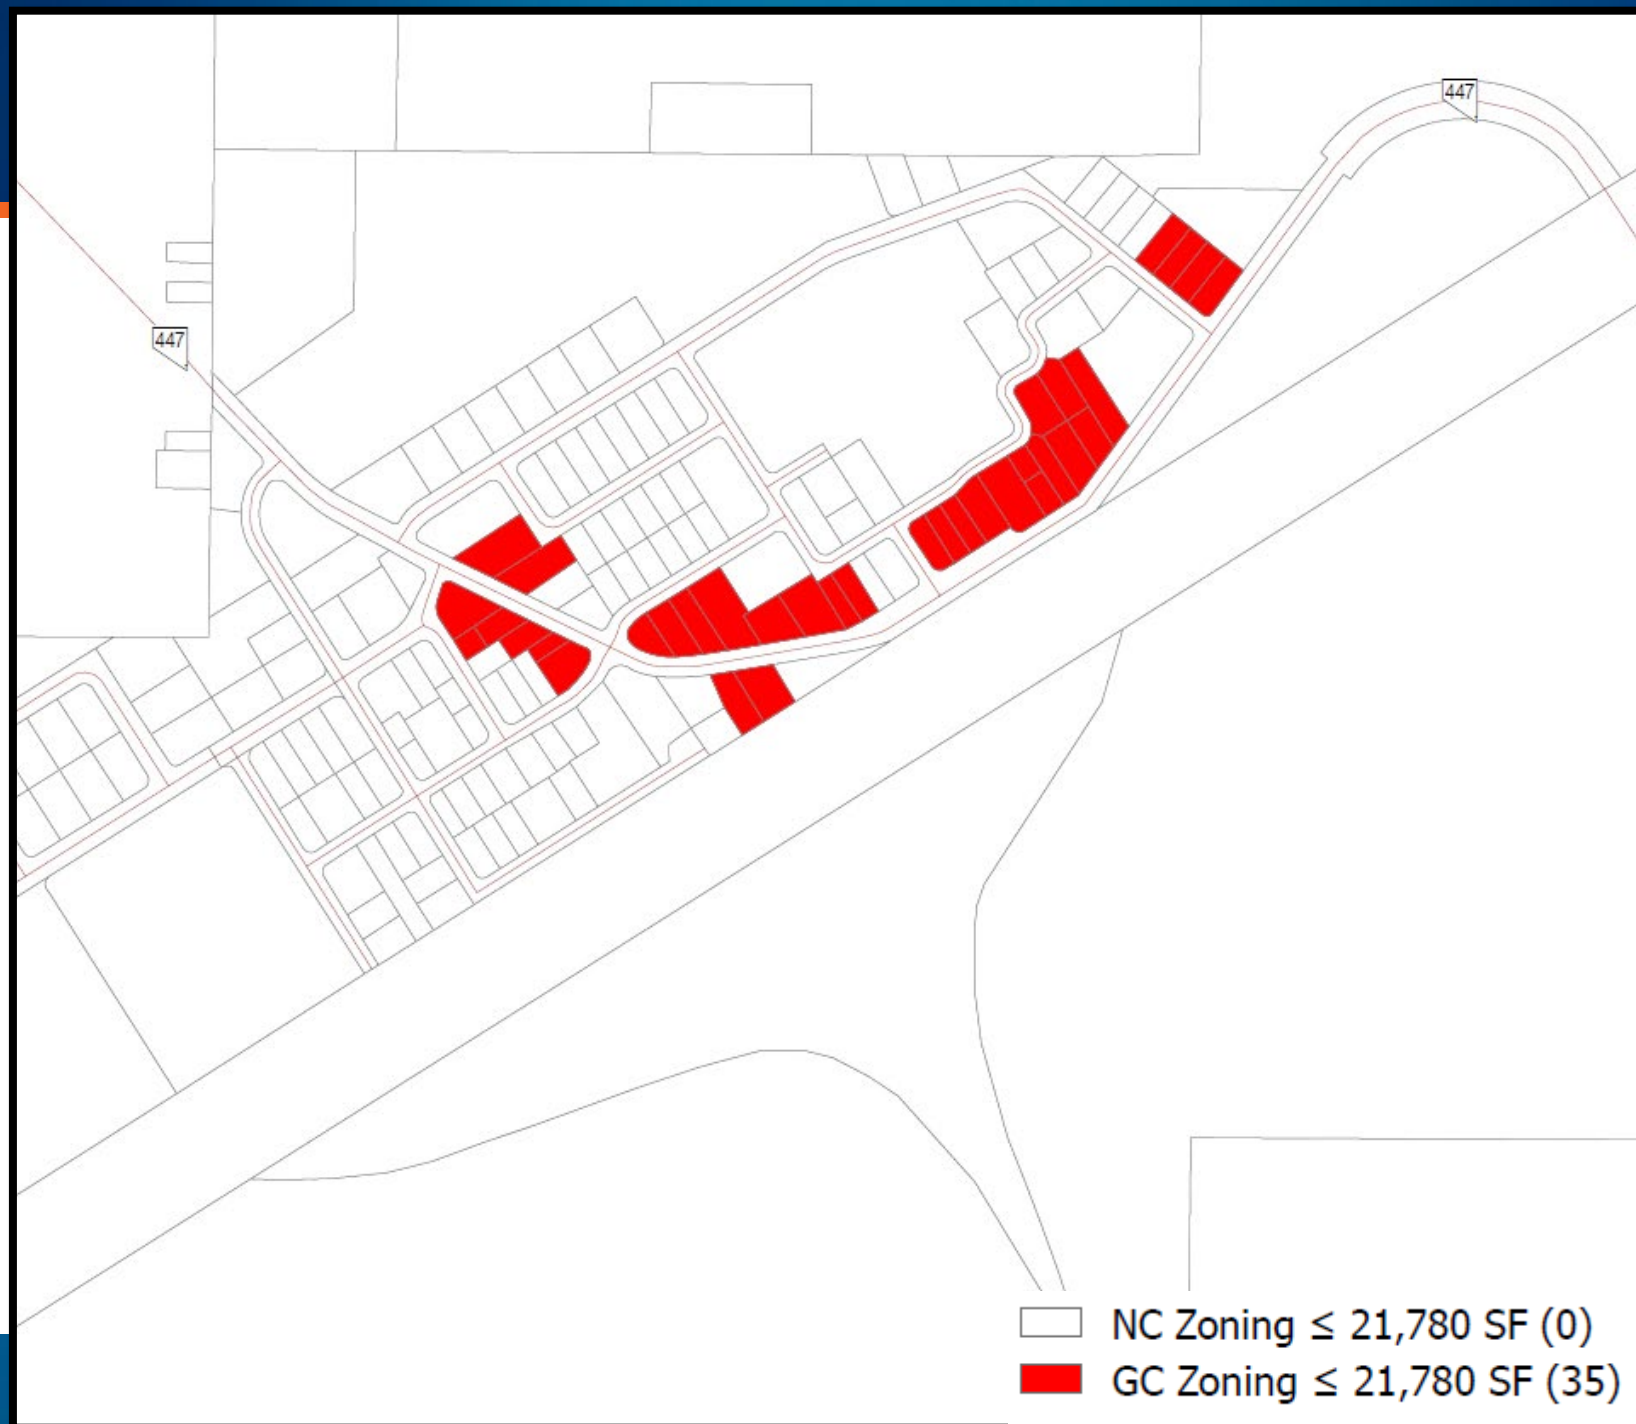 447
447
NC Zoning ≤ 21,780 SF (0)
GC Zoning ≤ 21,780 SF (35)